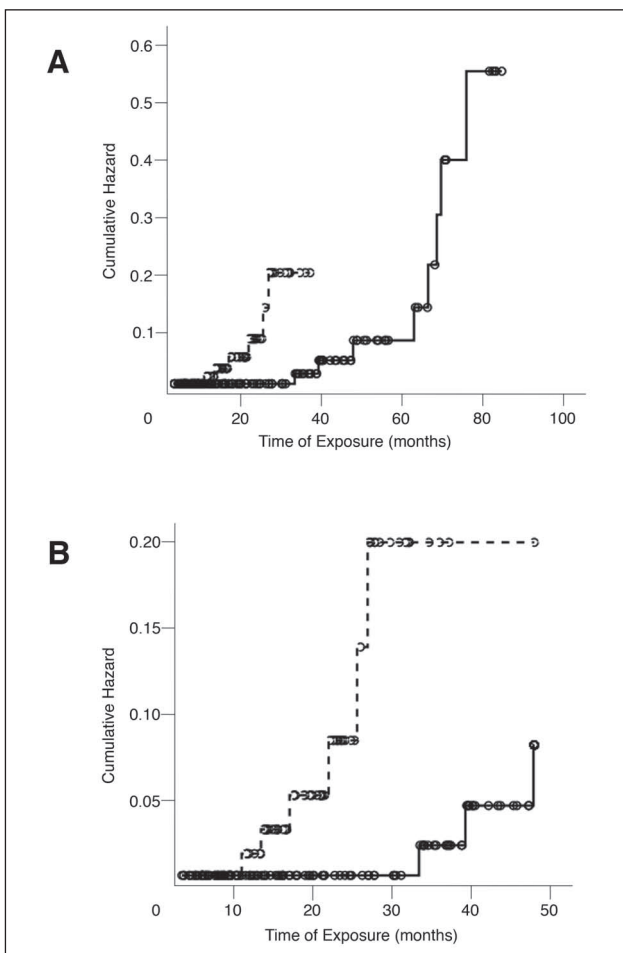 A
0.6
0.5
0.4
0.3
0.2
0.1
Cumulative Hazard
0 20 40 60 80 100
Time of Exposure (months)
B
0.20
0.15
0.10
0.05
Cumulative Hazard
0 10 20 30 40 50
Time of Exposure (months)